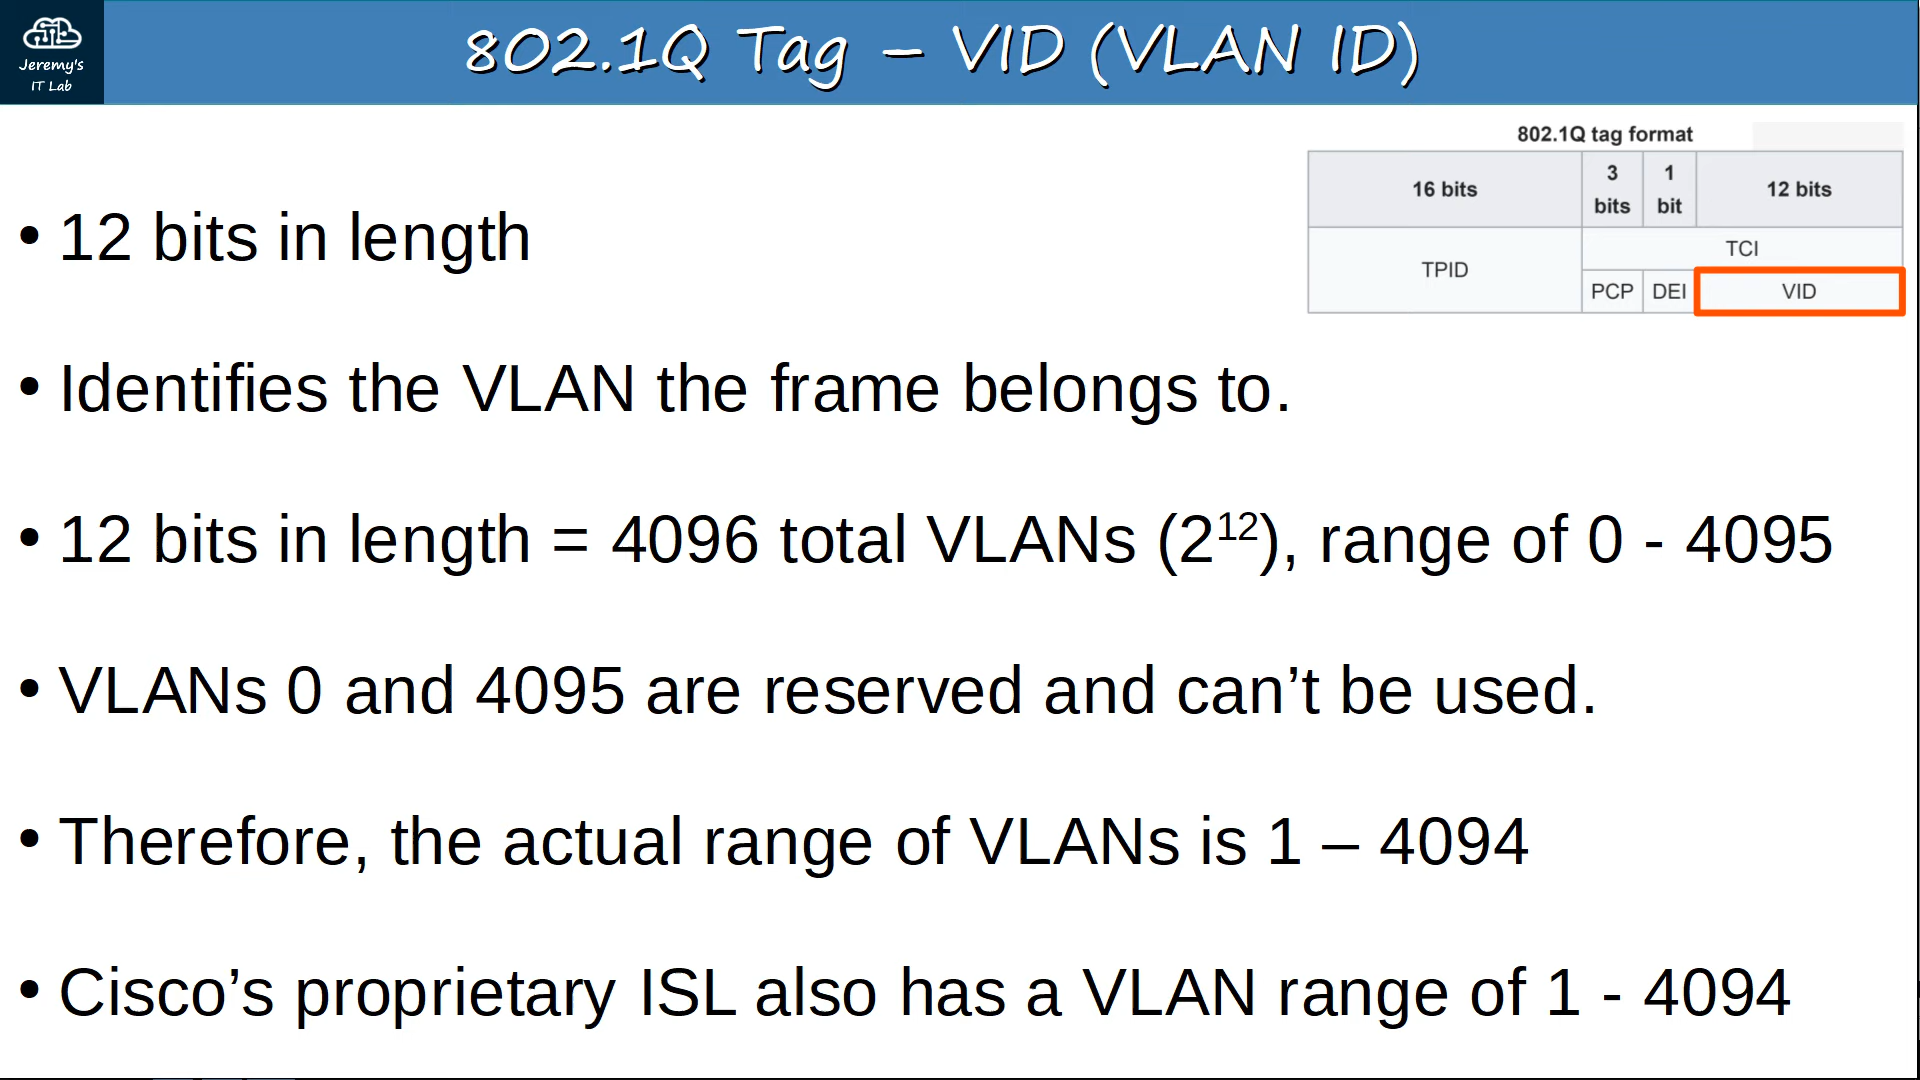 Jeremy's
IT Lab
802.1Q Tag – VID (VLAN ID)
802.1Q tag format
16 bits
3 bits
1 bit
12 bits
TPID
TCI
PCP
DEI
VID
• 12 bits in length
• Identifies the VLAN the frame belongs to.
• 12 bits in length = 4096 total VLANs (2¹²), range of 0 - 4095
• VLANs 0 and 4095 are reserved and can’t be used.
• Therefore, the actual range of VLANs is 1 – 4094
• Cisco’s proprietary ISL also has a VLAN range of 1 - 4094